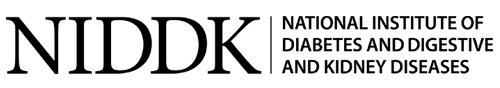 NIDDK
NATIONAL INSTITUTE OF
DIABETES AND DIGESTIVE
AND KIDNEY DISEASES